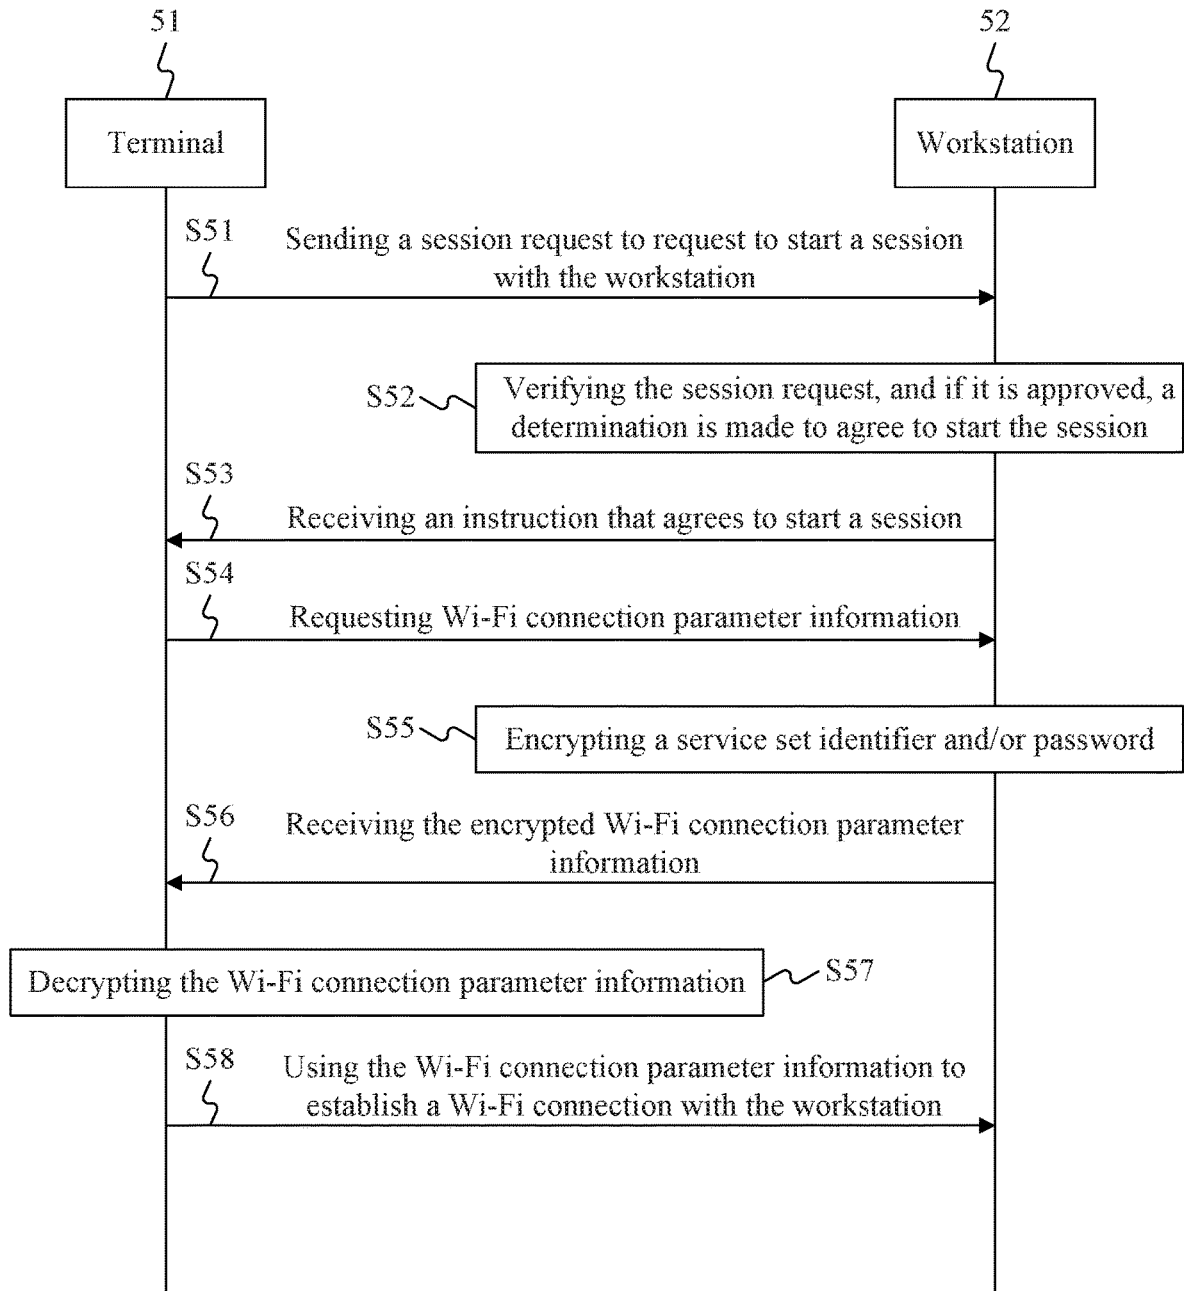 51
52
Terminal
Workstation
S51
Sending a session request to request to start a session
with the workstation
S52
Verifying the session request, and if it is approved, a
determination is made to agree to start the session
S53
Receiving an instruction that agrees to start a session
S54
Requesting Wi-Fi connection parameter information
S55
Encrypting a service set identifier and/or password
S56
Receiving the encrypted Wi-Fi connection parameter
information
Decrypting the Wi-Fi connection parameter information
S57
S58
Using the Wi-Fi connection parameter information to
establish a Wi-Fi connection with the workstation